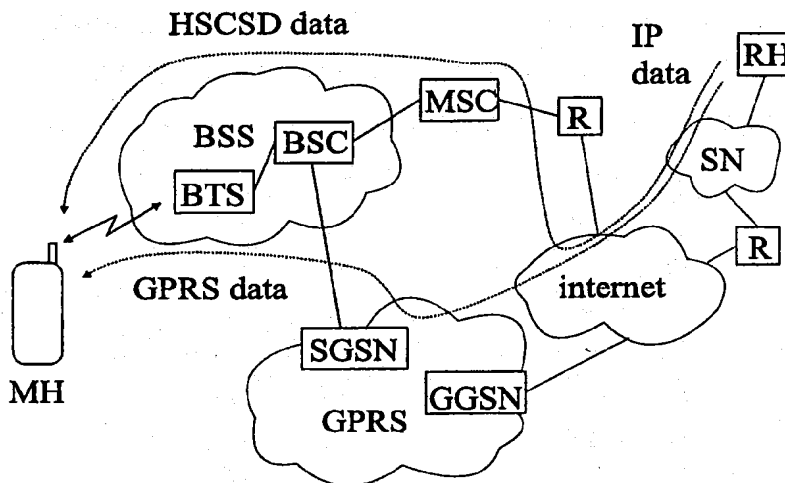 HSCSD data
IP
data
RH
MSC
R
BSS
BSC
SN
BTS
R
internet
GPRS data
SGSN
MH
GGSN
GPRS